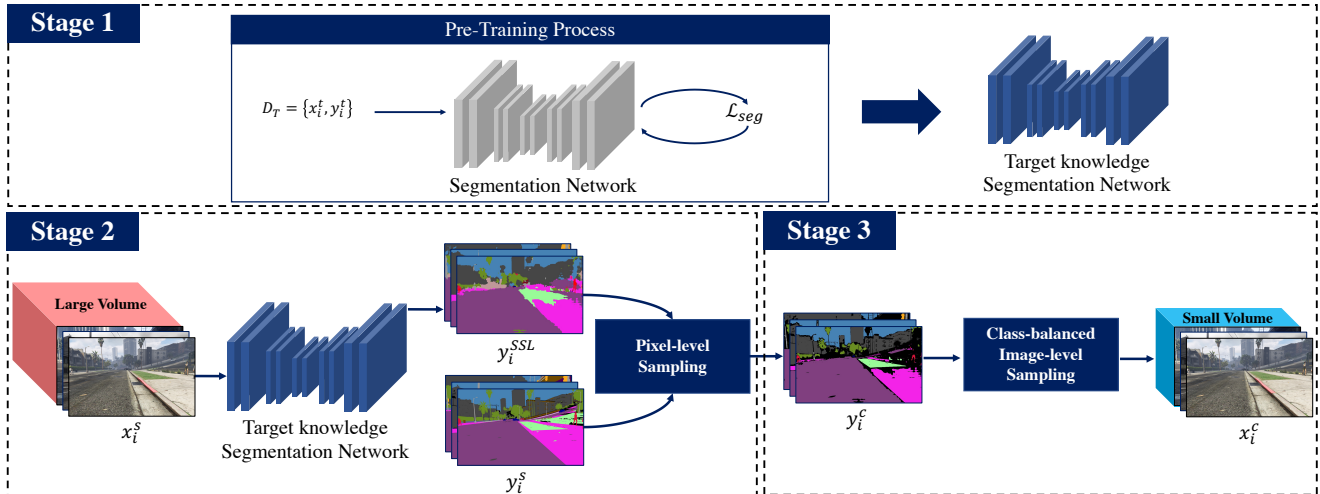 Stage 1
Pre-Training Process
$D_T = \{x_i^t, y_i^t\}$
$\mathcal{L}_{seg}$
Segmentation Network
Target knowledge
Segmentation Network
Stage 2
Large Volume
$x_i^s$
Target knowledge
Segmentation Network
$y_i^{SSL}$
$y_i^s$
Pixel-level
Sampling
Stage 3
$y_i^c$
Class-balanced
Image-level
Sampling
Small Volume
$x_i^c$